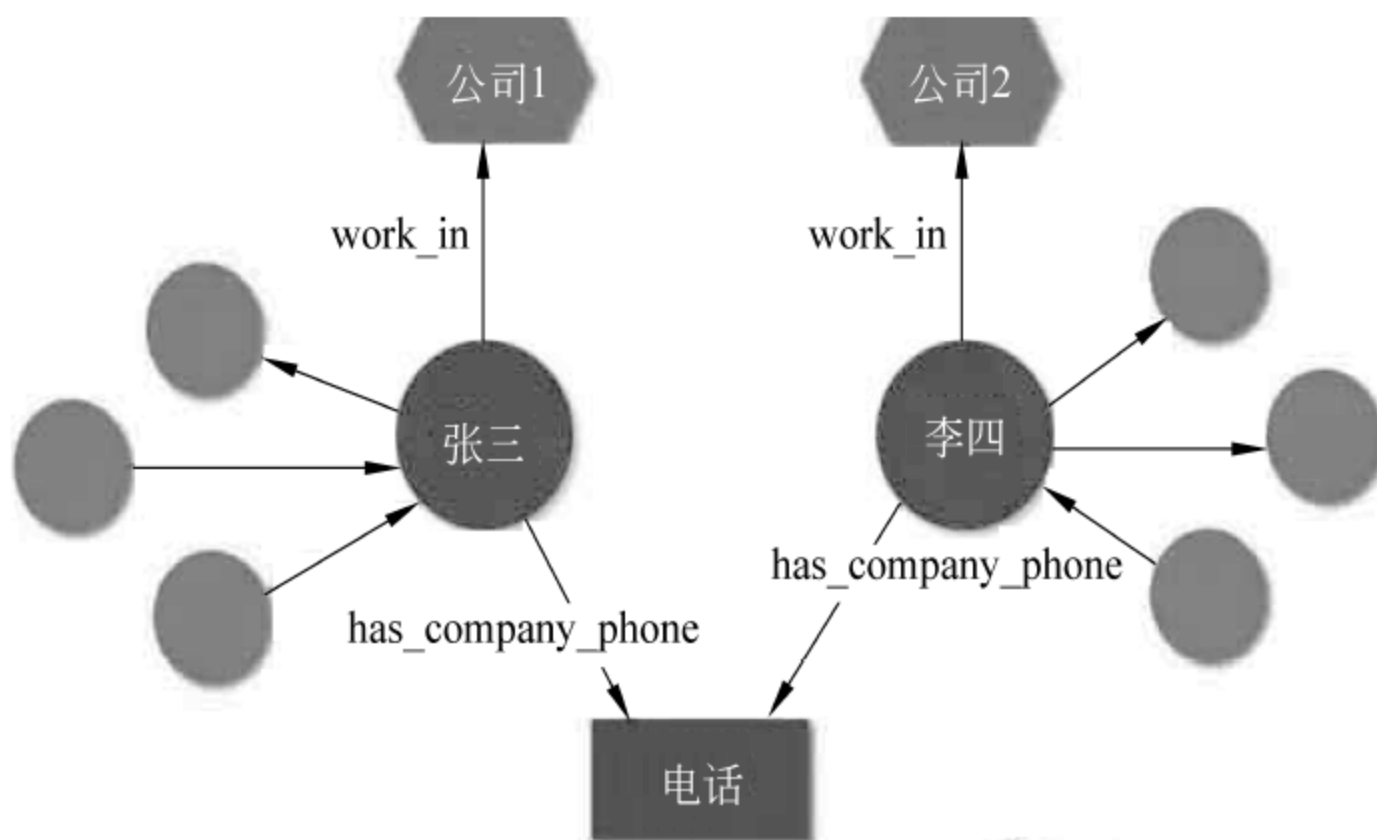 公司1
公司2
work_in
work_in
张三
李四
has_company_phone
has_company_phone
电话